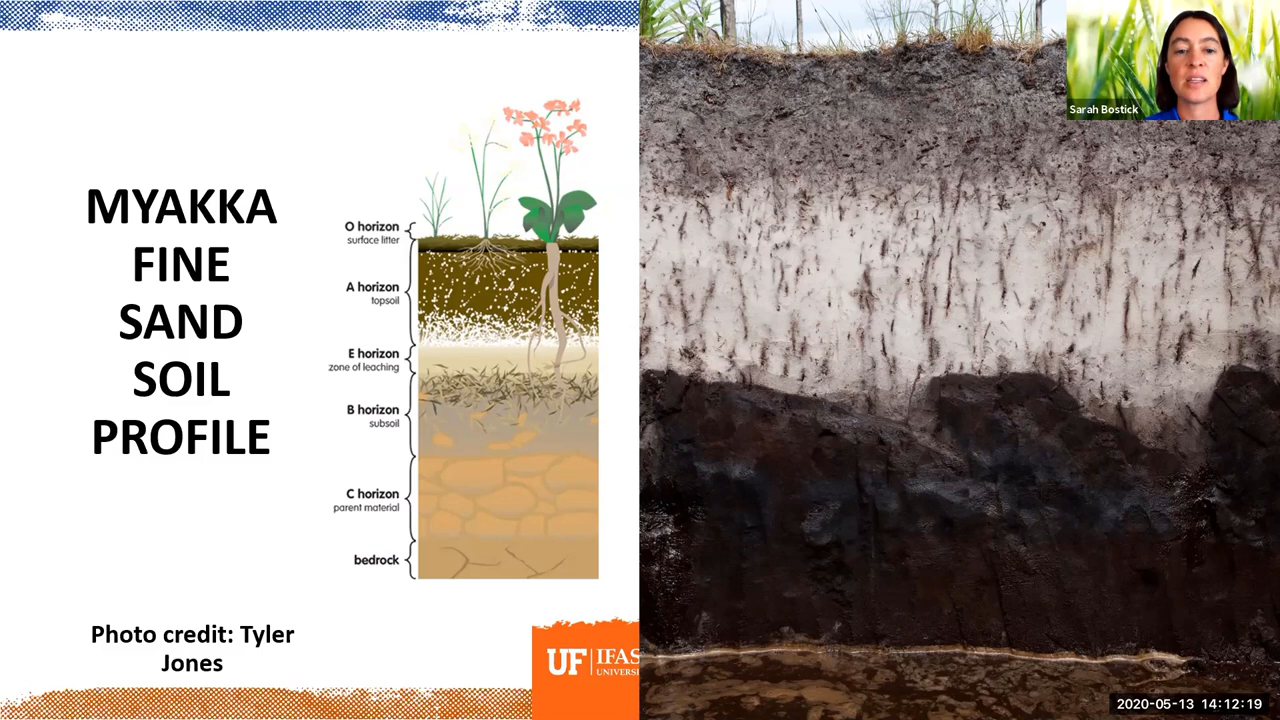 MYAKKA
FINE
SAND
SOIL
PROFILE
O horizon
surface litter
A horizon
topsoil
E horizon
zone of leaching
B horizon
subsoil
C horizon
parent material
bedrock
Photo credit: Tyler
Jones
UF IFAS
UNIVERSI
Sarah Bostick
2020-05-13 14:12:19